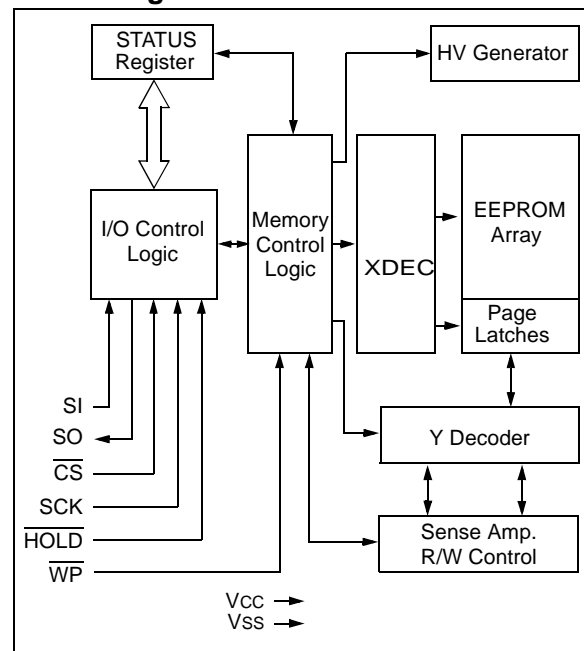 STATUS
Register
HV Generator
I/O Control
Logic
Memory
Control
Logic
XDEC
EEPROM
Array
Page
Latches
Y Decoder
Sense Amp.
R/W Control
SI
SO
CS
SCK
HOLD
WP
VCC
VSS